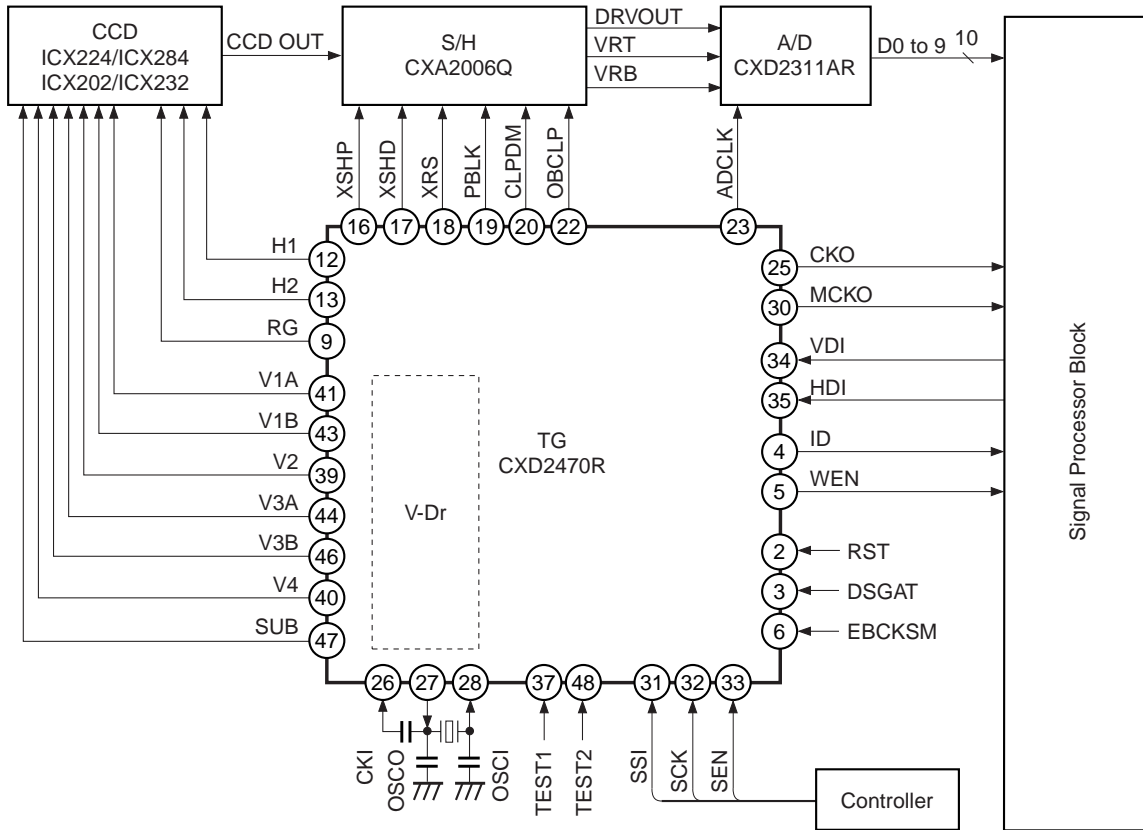 CCD
ICX224/ICX284
ICX202/ICX232
CCD OUT
S/H
CXA2006Q
DRVOUT
VRT
VRB
A/D
CXD2311AR
D0 to 9
10
Signal Processor Block
XSHP
XSHD
XRS
PBLK
CLPDM
OBCLP
ADCLK
16
17
18
19
20
22
23
H1
12
H2
13
RG
9
V1A
41
V1B
43
V2
39
V3A
44
V3B
46
V4
40
SUB
47
V-Dr
TG
CXD2470R
25
CKO
30
MCKO
34
VDI
35
HDI
4
ID
5
WEN
2
RST
3
DSGAT
6
EBCKSM
26
27
28
37
48
31
32
33
CKI
OSCO
OSCI
TEST1
TEST2
SSI
SCK
SEN
Controller